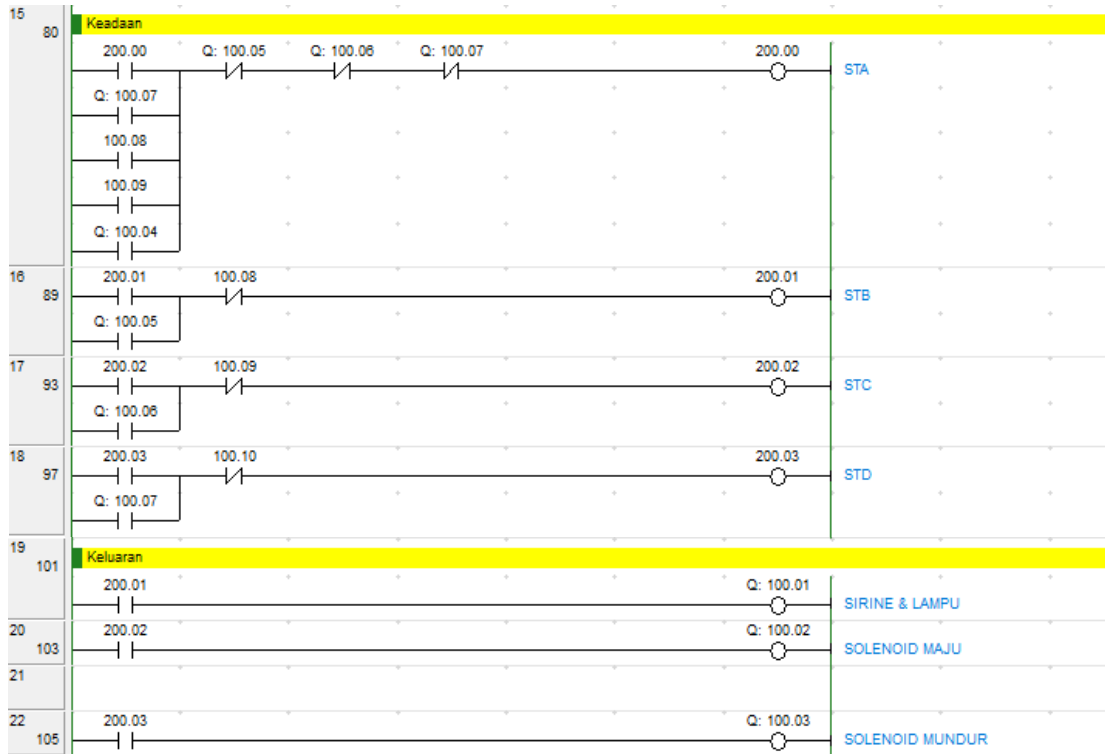 15
80
Keadaan
200.00 Q: 100.05 Q: 100.06 Q: 100.07 200.00
STA
Q: 100.07
100.08
100.09
Q: 100.04
16
89
200.01 100.08 200.01
STB
Q: 100.05
17
93
200.02 100.09 200.02
STC
Q: 100.06
18
97
200.03 100.10 200.03
STD
Q: 100.07
19
101
Keluaran
200.01 Q: 100.01
SIRINE & LAMPU
20
103
200.02 Q: 100.02
SOLENOID MAJU
21
22
105
200.03 Q: 100.03
SOLENOID MUNDUR